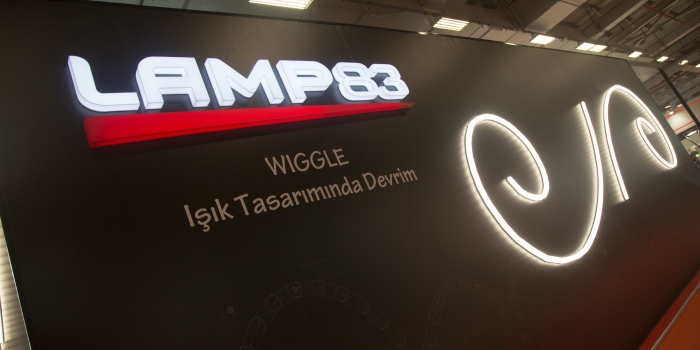 LAMP83
WIGGLE
Işık Tasarımında Devrim